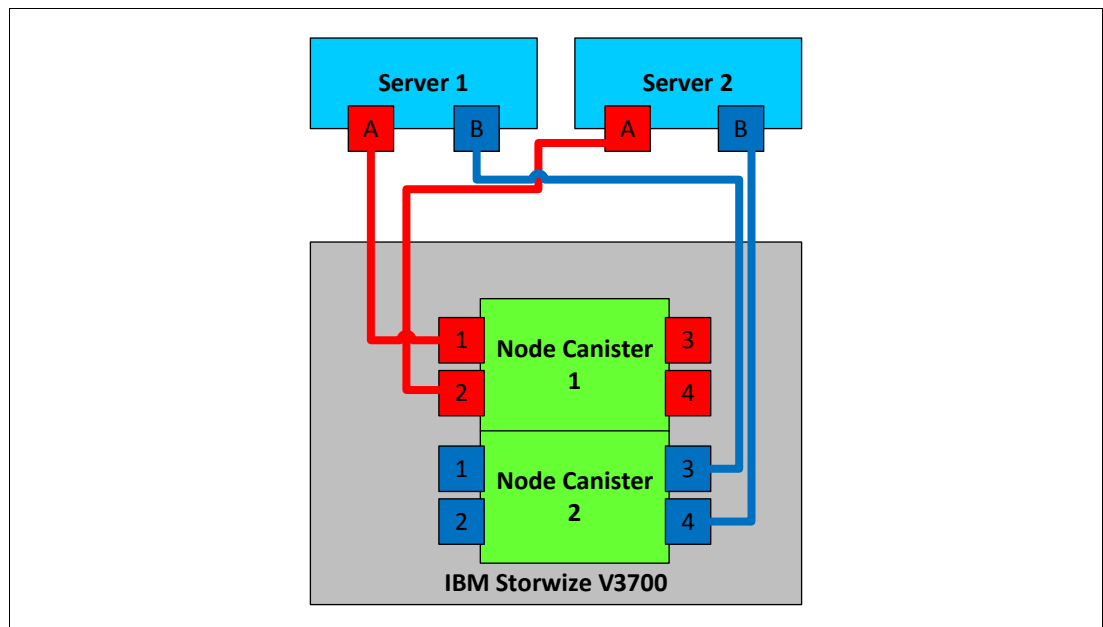 Server 1
Server 2
A
B
A
B
1
Node Canister
1
3
2
4
1
Node Canister
2
3
2
4
IBM Storwize V3700